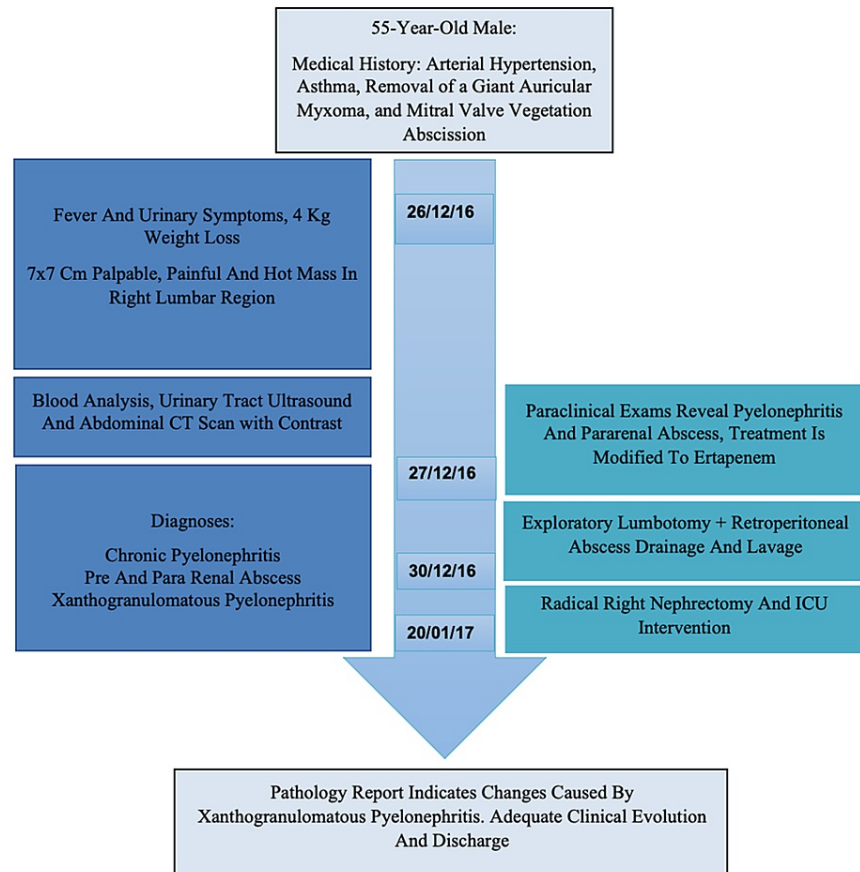 55-Year-Old Male:
Medical History: Arterial Hypertension,
Asthma, Removal of a Giant Auricular
Myxoma, and Mitral Valve Vegetation
Abscission
Fever And Urinary Symptoms, 4 Kg
Weight Loss
7x7 Cm Palpable, Painful And Hot Mass In
Right Lumbar Region
26/12/16
Blood Analysis, Urinary Tract Ultrasound
And Abdominal CT Scan with Contrast
Paraclinical Exams Reveal Pyelonephritis
And Pararenal Abscess, Treatment Is
Modified To Ertapenem
27/12/16
Diagnoses:
Chronic Pyelonephritis
Pre And Para Renal Abscess
Xanthogranulomatous Pyelonephritis
Exploratory Lumbotomy + Retroperitoneal
Abscess Drainage And Lavage
30/12/16
Radical Right Nephrectomy And ICU
Intervention
20/01/17
Pathology Report Indicates Changes Caused By
Xanthogranulomatous Pyelonephritis. Adequate Clinical Evolution
And Discharge